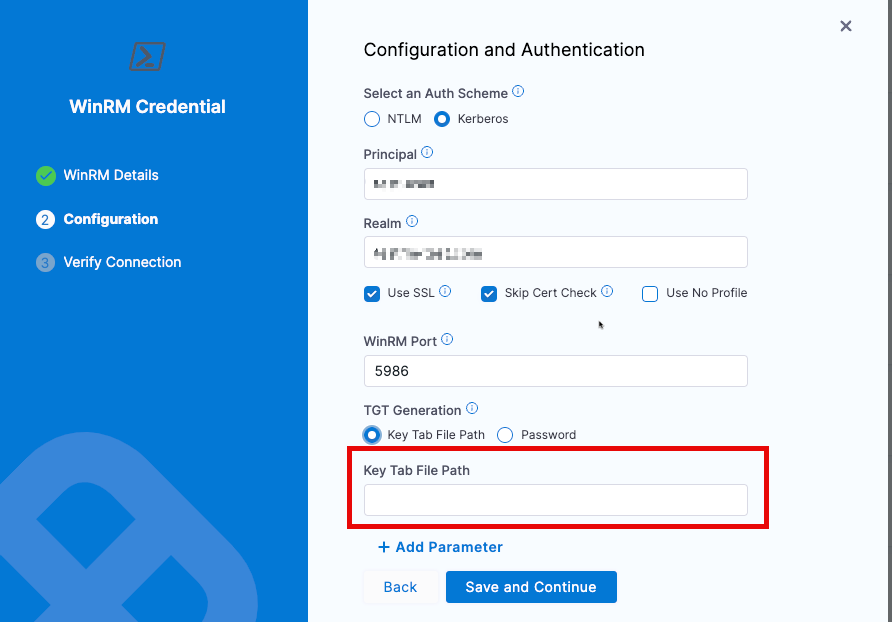 WinRM Credential
WinRM Details
2 Configuration
3 Verify Connection
Configuration and Authentication
Select an Auth Scheme
NTLM Kerberos
Principal
Realm
Use SSL Skip Cert Check Use No Profile
WinRM Port
5986
TGT Generation
Key Tab File Path Password
Key Tab File Path
+ Add Parameter
Back Save and Continue